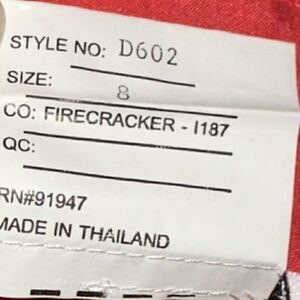 STYLE NO: D602
SIZE: 8
CO: FIRECRACKER - I187
QC:
RN#91947
MADE IN THAILAND